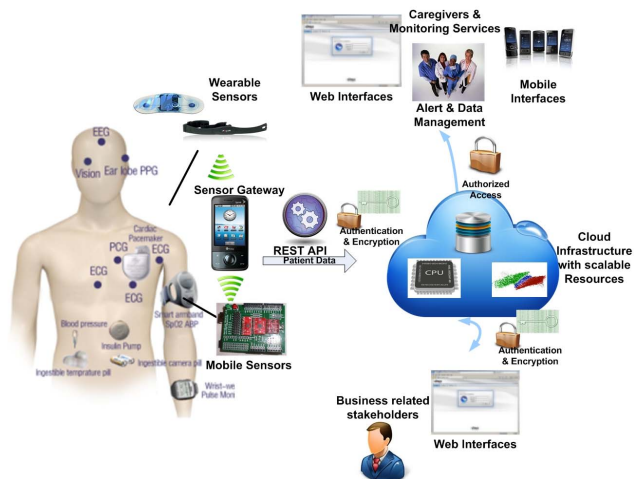 Caregivers &
Monitoring Services
Wearable
Sensors
Web Interfaces
Alert & Data
Management
Mobile
Interfaces
EEG
Vision
Ear lobe PPG
Sensor Gateway
Authorized
Access
Cardiac
Pacemaker
PCG
ECG
REST API
Patient Data
Authentication
& Encryption
Cloud
Infrastructure
with scalable
Resources
CPU
ECG
ECG
Smart armband
SpO2 ABP
Blood pressure
Insulin Pump
Ingestible camera pill
Ingestible temprature pill
Mobile Sensors
Authentication
& Encryption
Wrist-we
Pulse Moni
Business related
stakeholders
Web Interfaces